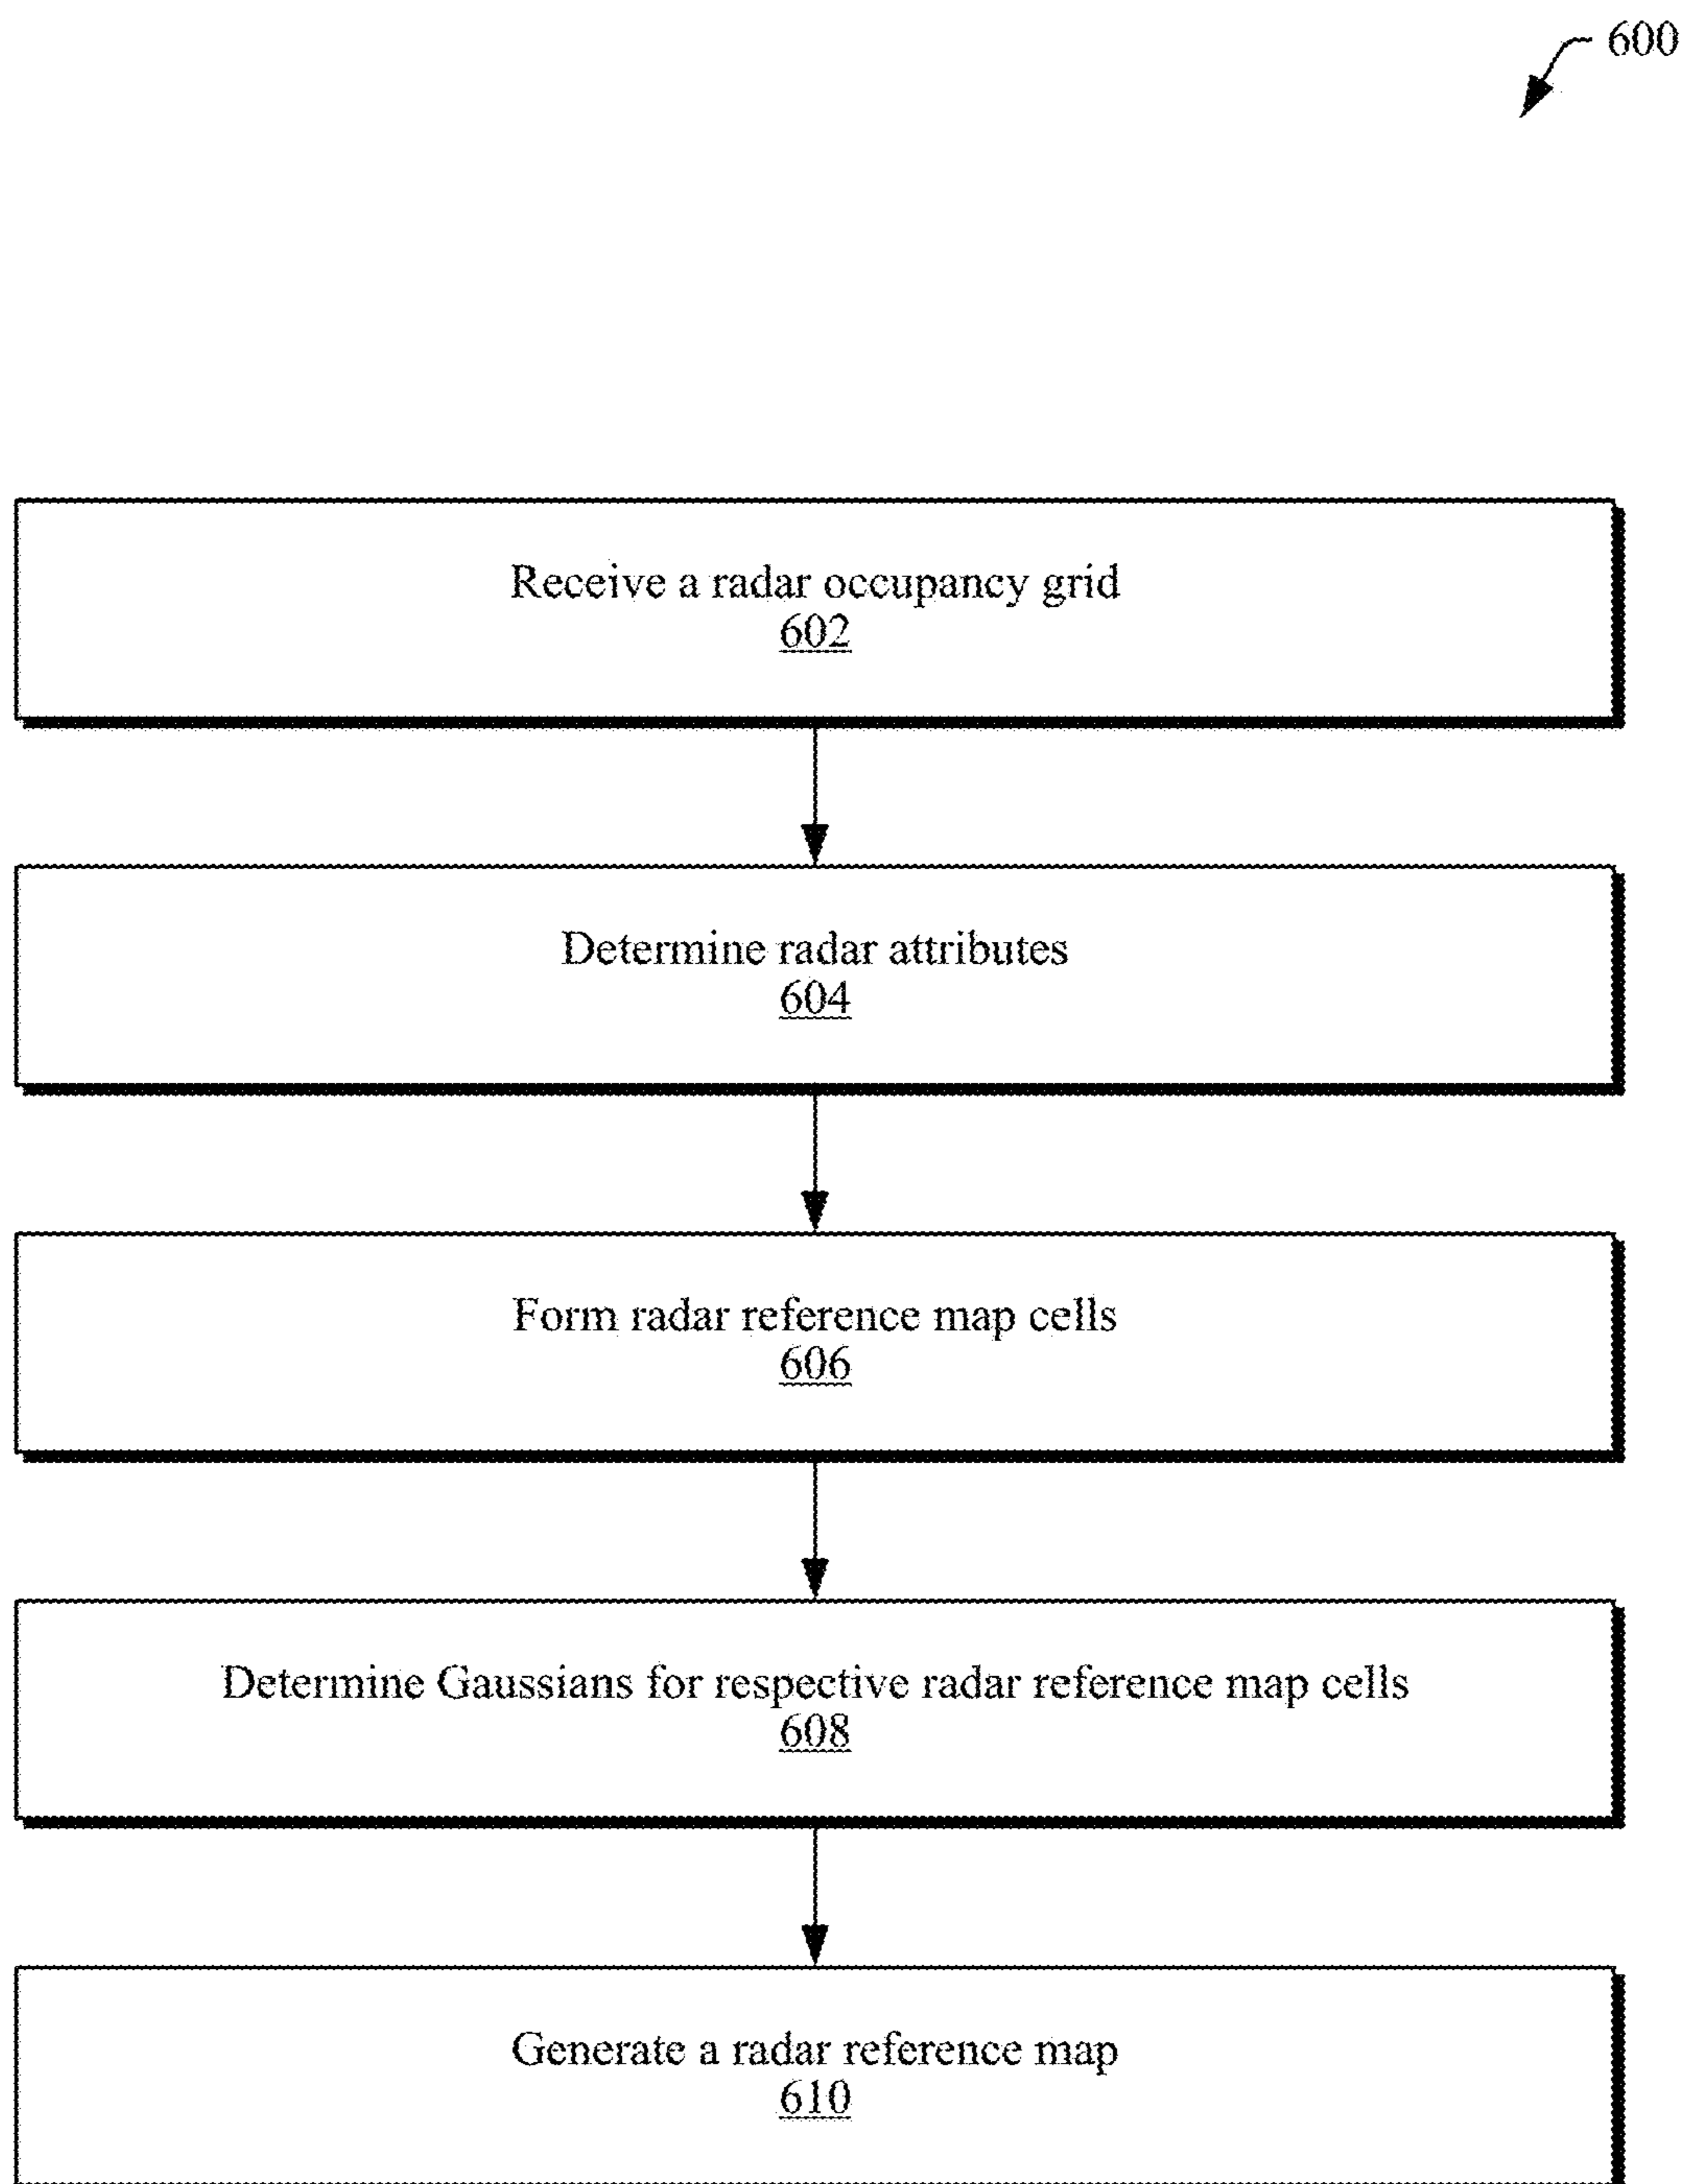 600
Receive a radar occupancy grid
602
Determine radar attributes
604
Form radar reference map cells
606
Determine Gaussians for respective radar reference map cells
608
Generate a radar reference map
610